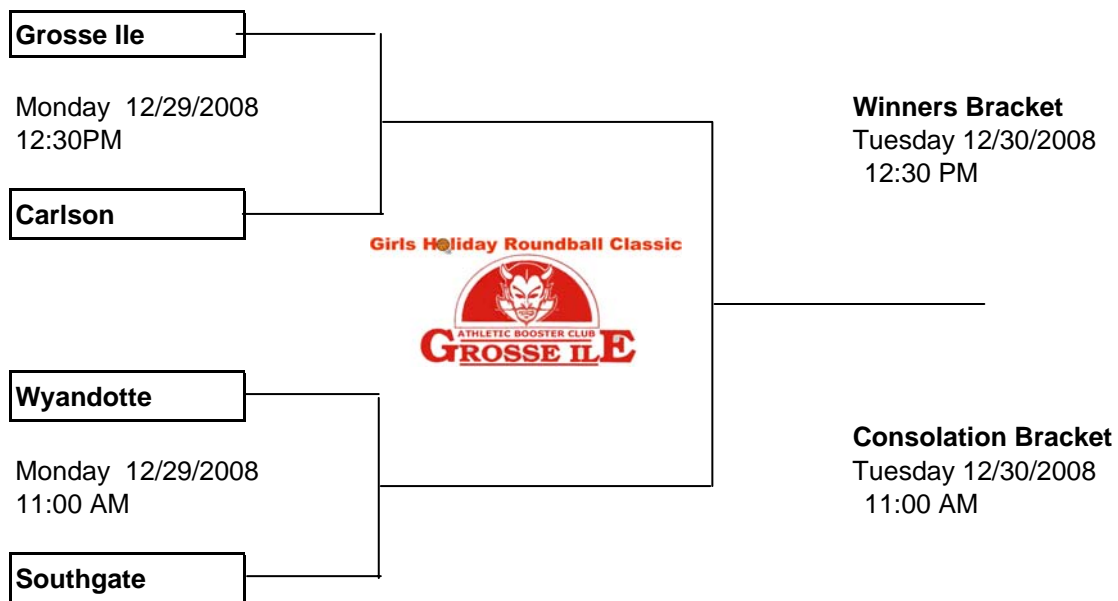 Grosse Ile
Monday 12/29/2008
12:30PM
Carlson
Winners Bracket
Tuesday 12/30/2008
12:30 PM
Girls Holiday Roundball Classic
ATHLETIC BOOSTER CLUB
GROSSE ILE
Wyandotte
Monday 12/29/2008
11:00 AM
Southgate
Consolation Bracket
Tuesday 12/30/2008
11:00 AM